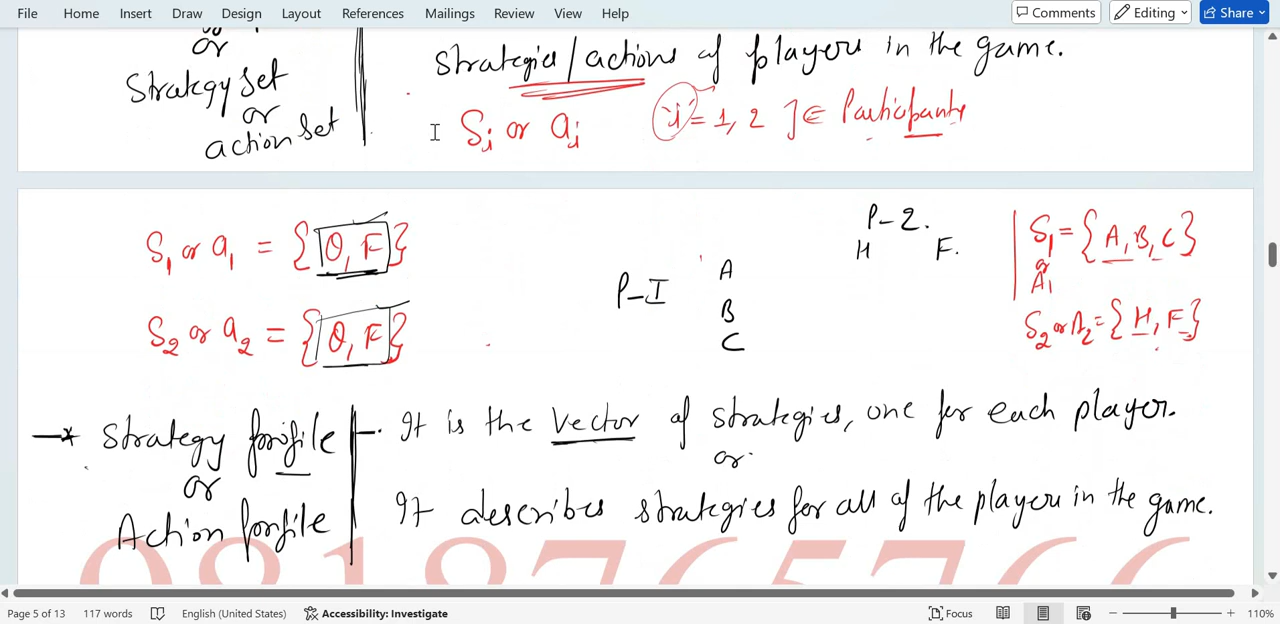 File Home Insert Draw Design Layout References Mailings Review View Help Comments Editing Share
or
Strategy Set
or
action Set
Strategies / actions of players in the game.
Si or ai 'i' = 1, 2 ] ∈ Participants
S1 or a1 = { O, F }
S2 or a2 = { O, F }
P-2.
H F.
P-I
A
B
C
S1 = { A, B, C }
or
A1
S2 or A2 = { H, F }
Strategy Profile
or
Action Profile
It is the Vector of strategies, one for each player.
or
It describes strategies for all of the players in the game.
Page 5 of 13 117 words English (United States) Accessibility: Investigate Focus 110%